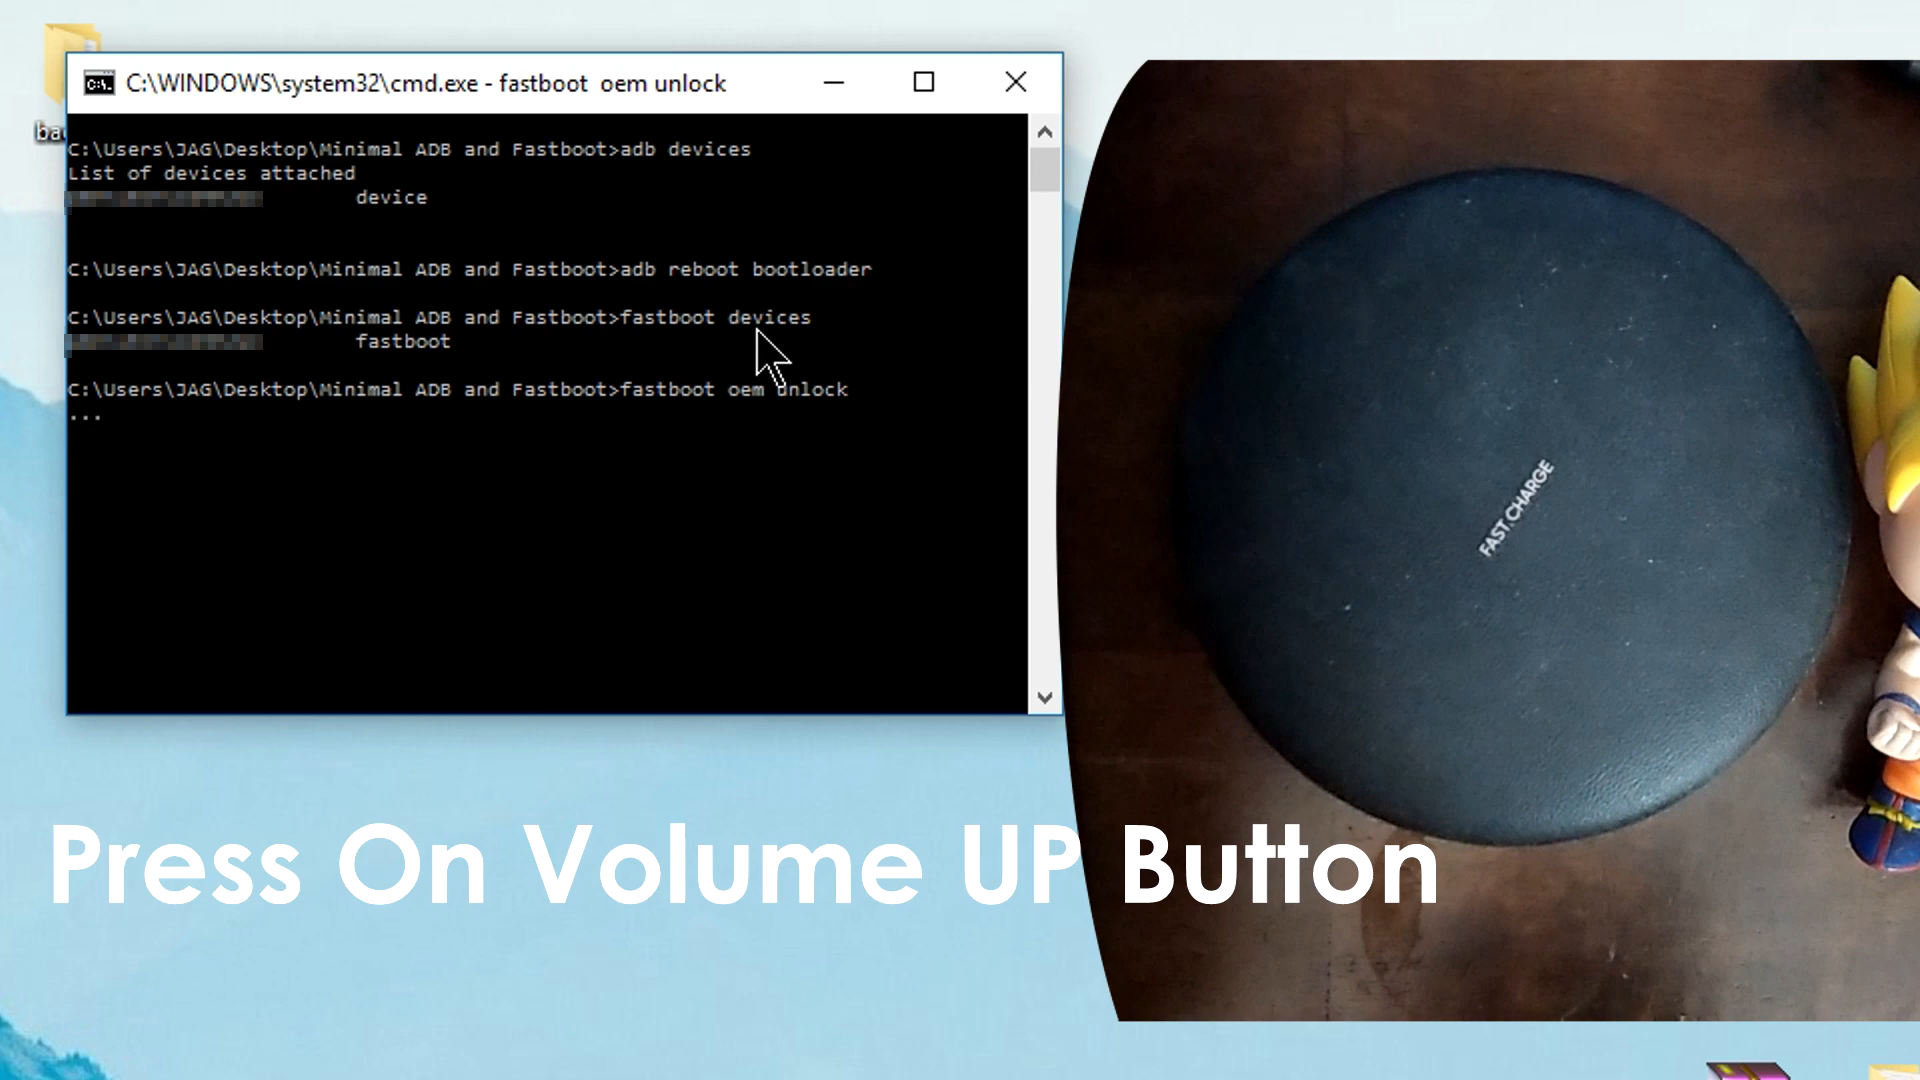 C:\WINDOWS\system32\cmd.exe - fastboot  oem unlock
C:\Users\JAG\Desktop\Minimal ADB and Fastboot>adb devices
List of devices attached
device
C:\Users\JAG\Desktop\Minimal ADB and Fastboot>adb reboot bootloader
C:\Users\JAG\Desktop\Minimal ADB and Fastboot>fastboot devices
fastboot
C:\Users\JAG\Desktop\Minimal ADB and Fastboot>fastboot oem unlock
...
FAST CHARGE
Press On Volume UP Button